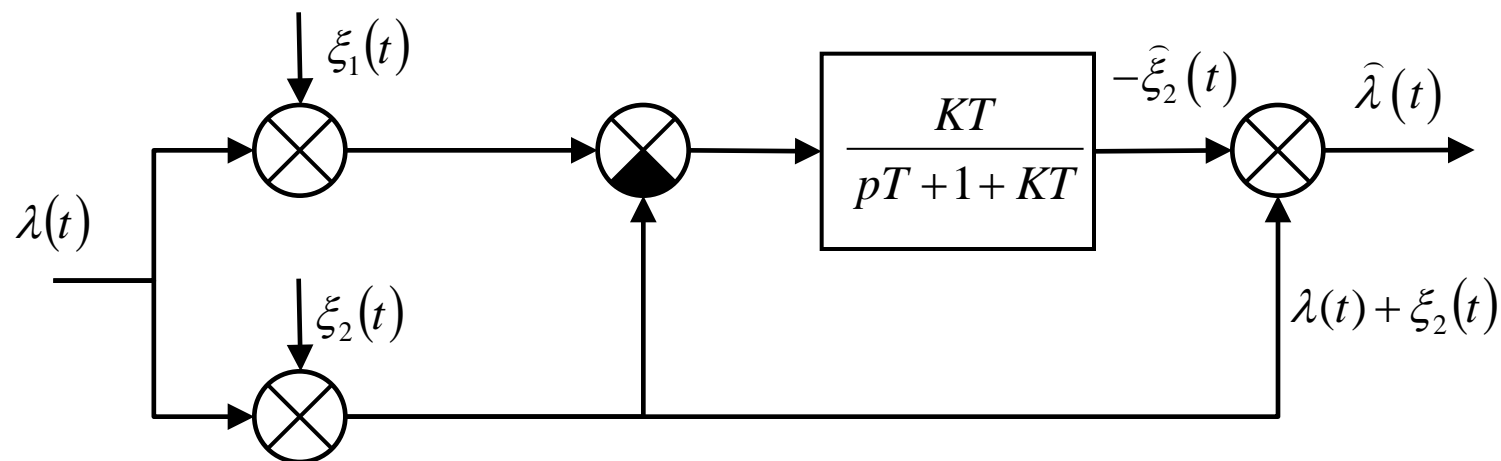 ξ₁(t)
λ(t)
ξ₂(t)
KT
pT + 1 + KT
−ξ̂₂(t)
λ̂(t)
λ(t) + ξ₂(t)